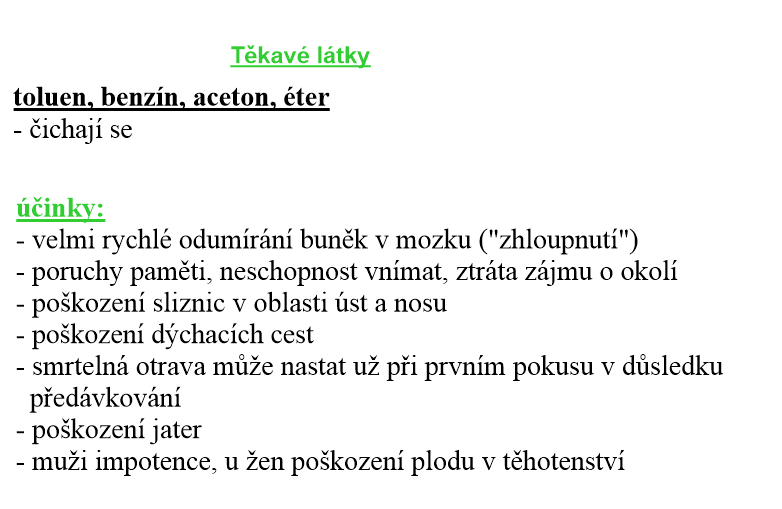 Těkavé látky
toluen, benzín, aceton, éter
- čichají se
účinky:
- velmi rychlé odumírání buněk v mozku ("zhloupnutí")
- poruchy paměti, neschopnost vnímat, ztráta zájmu o okolí
- poškození sliznic v oblasti úst a nosu
- poškození dýchacích cest
- smrtelná otrava může nastat už při prvním pokusu v důsledku
předávkování
- poškození jater
- muži impotence, u žen poškození plodu v těhotenství